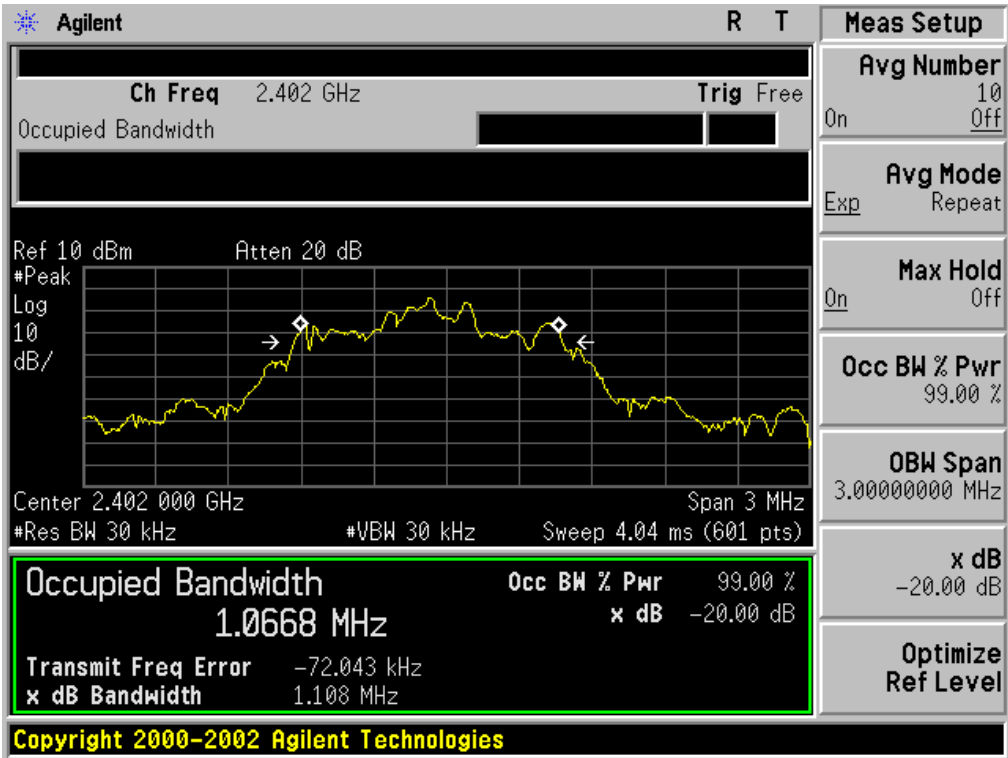 Agilent R T
Meas Setup
Ch Freq 2.402 GHz Trig Free
Occupied Bandwidth
Ref 10 dBm Atten 20 dB
#Peak
Log
10
dB/
Center 2.402 000 GHz Span 3 MHz
#Res BW 30 kHz #VBW 30 kHz Sweep 4.04 ms (601 pts)
Occupied Bandwidth Occ BW % Pwr 99.00 %
1.0668 MHz x dB -20.00 dB
Transmit Freq Error -72.043 kHz
x dB Bandwidth 1.108 MHz
Copyright 2000-2002 Agilent Technologies
Avg Number
10
On Off
Avg Mode
Exp Repeat
Max Hold
On Off
Occ BW % Pwr
99.00 %
OBW Span
3.00000000 MHz
x dB
-20.00 dB
Optimize
Ref Level